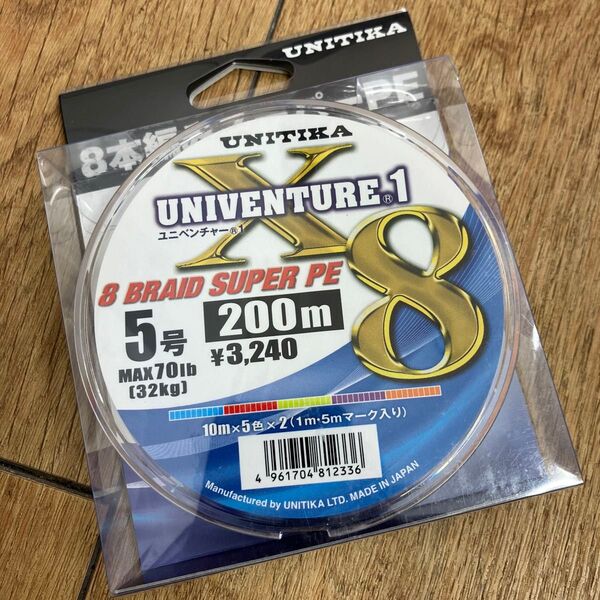 UNITIKA
8本編 PE
UNITIKA
X8
UNIVENTURE®1
ユニベンチャー®1
8 BRAID SUPER PE
5号 200m
¥3,240
MAX70lb
(32kg)
10m×5色×2(1m・5mマーク入り)
4 961704 812336
Manufactured by UNITIKA LTD. MADE IN JAPAN